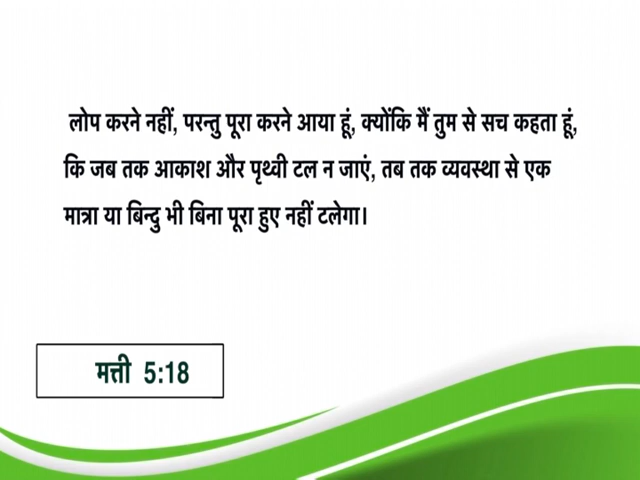 लोप करने नहीं, परन्तु पूरा करने आया हूं, क्योंकि मैं तुम से सच कहता हूं,
कि जब तक आकाश और पृथ्वी टल न जाएं, तब तक व्यवस्था से एक
मात्रा या बिन्दु भी बिना पूरा हुए नहीं टलेगा।
मत्ती 5:18